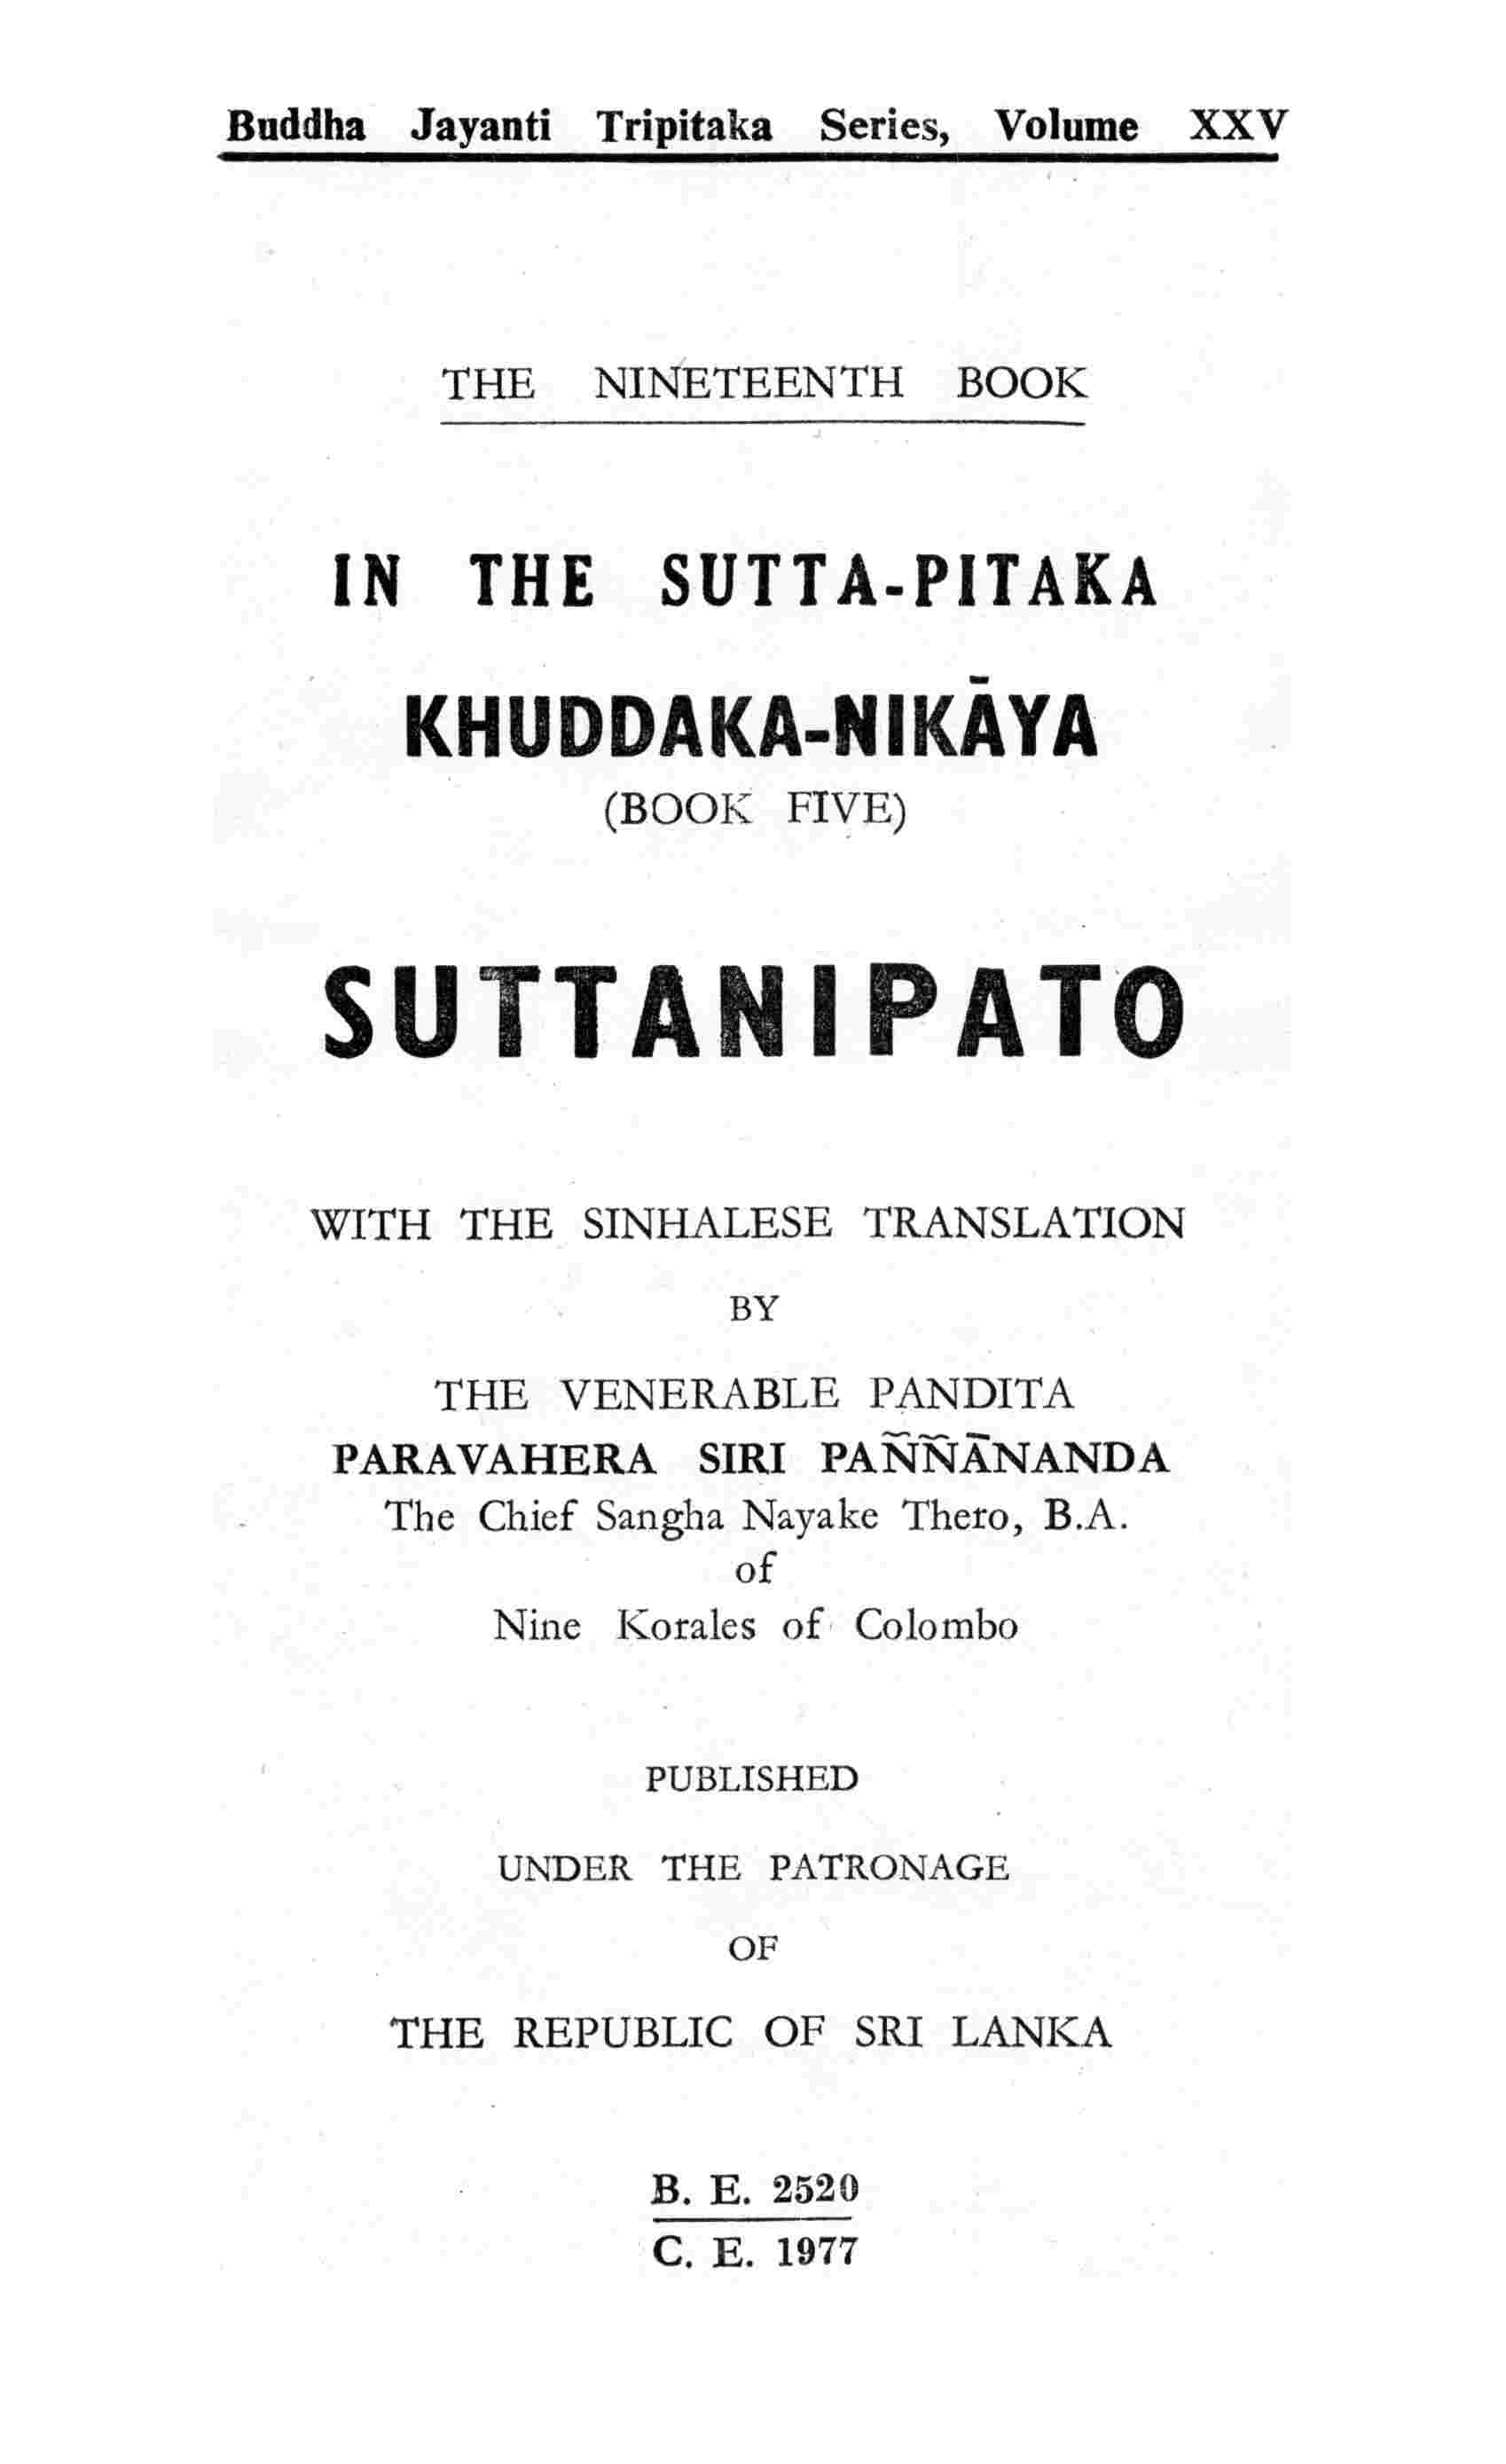 Buddha Jayanti Tripitaka Series, Volume XXV
THE NINETEENTH BOOK
IN THE SUTTA-PITAKA
KHUDDAKA-NIKĀYA
(BOOK FIVE)
SUTTANIPATO
WITH THE SINHALESE TRANSLATION
BY
THE VENERABLE PANDITA
PARAVAHERA SIRI PAÑÑĀNANDA
The Chief Sangha Nayake Thero, B.A.
of
Nine Korales of Colombo
PUBLISHED
UNDER THE PATRONAGE
OF
THE REPUBLIC OF SRI LANKA
B. E. 2520
C. E. 1977